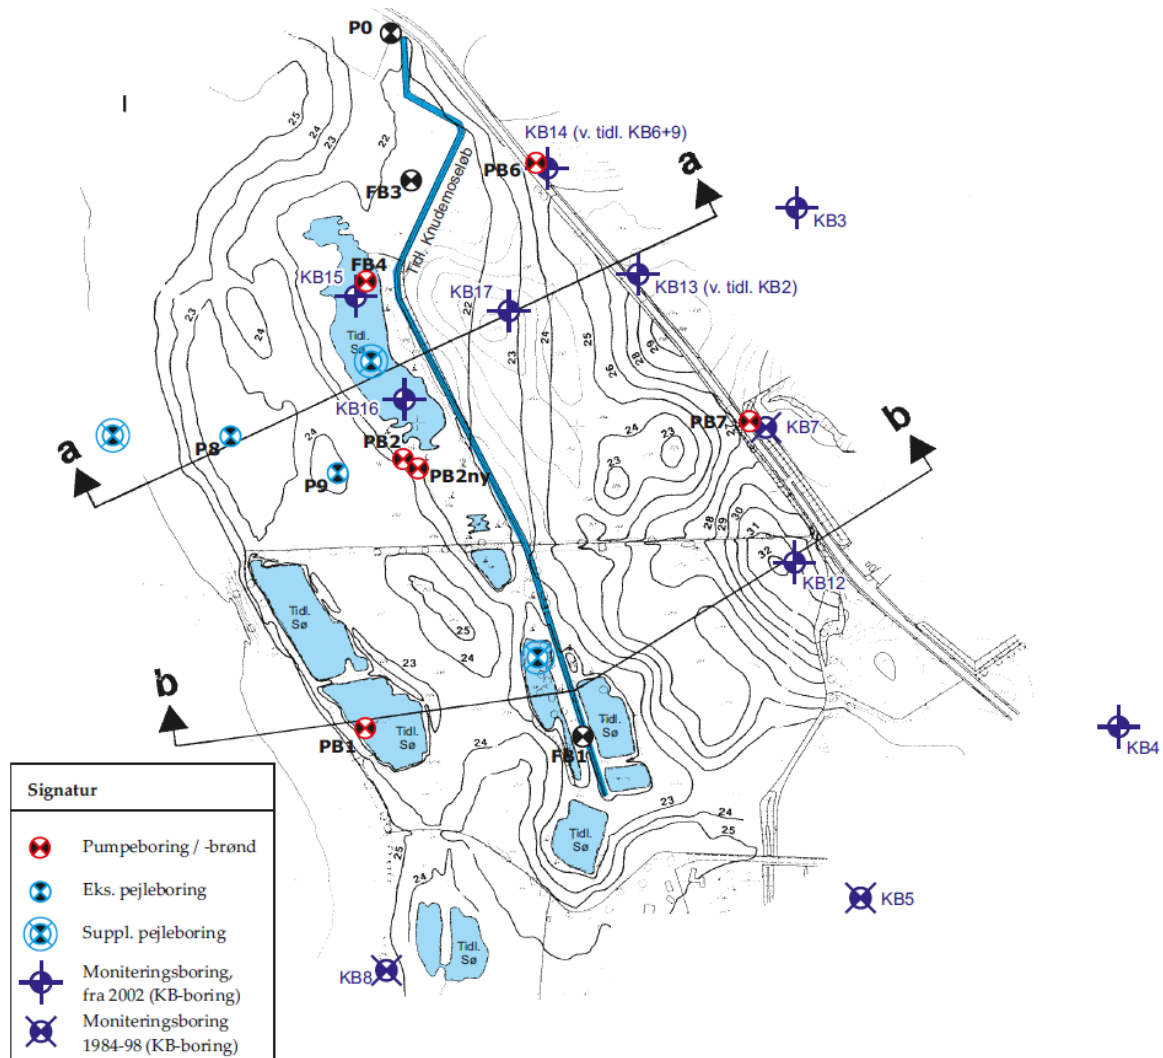 P0
I
25
24
23
22
KB14 (v. tidl. KB6+9)
PB6
a
FB3
KB3
Tidl. Knudemoseløb
FB4
KB15
KB13 (v. tidl. KB2)
KB17
22
23
24
25
26
28
29
23
24
Tidl.
Sø
KB16
27
PB7
KB7
b
P8
24
a
PB2
PB2ny
P9
24
23
23
28
29
30
31
32
KB12
Tidl.
Sø
25
24
23
b
PB1
Tidl.
Sø
Tidl.
Sø
FB1
KB4
24
23
24
25
Tidl.
Sø
25
24
KB5
Tidl.
Sø
KB8
Signatur
Pumpeboring / -brønd
Eks. pejleboring
Suppl. pejleboring
Moniteringsboring,
fra 2002 (KB-boring)
Moniteringsboring
1984-98 (KB-boring)